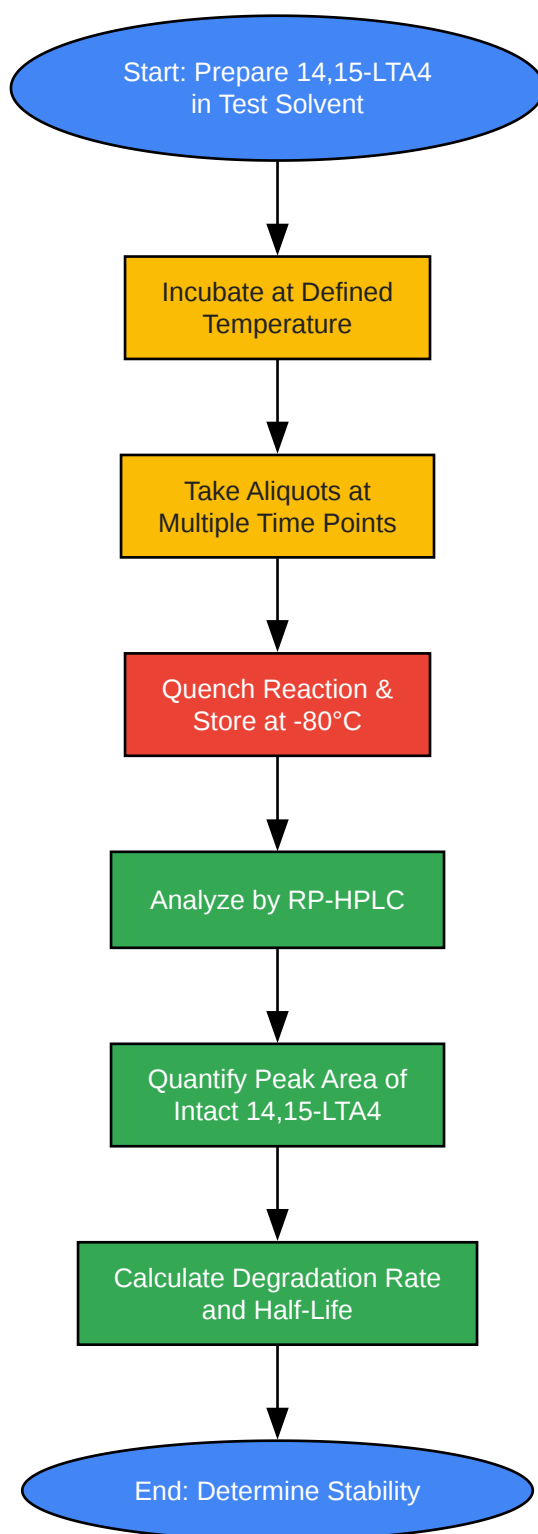 Start: Prepare 14,15-LTA4
in Test Solvent
Incubate at Defined
Temperature
Take Aliquots at
Multiple Time Points
Quench Reaction &
Store at -80°C
Analyze by RP-HPLC
Quantify Peak Area of
Intact 14,15-LTA4
Calculate Degradation Rate
and Half-Life
End: Determine Stability